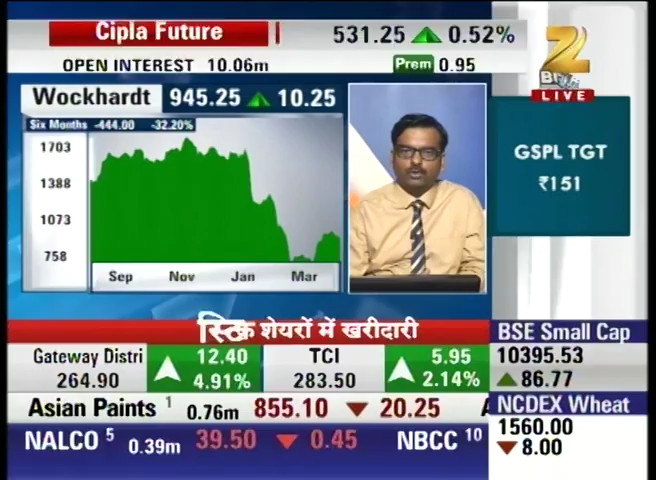 Cipla Future
531.25 0.52%
OPEN INTEREST 10.06m
Prem 0.95
LIVE
Wockhardt 945.25 10.25
Six Months -444.00 -32.20%
1703
1388
1073
758
Sep Nov Jan Mar
GSPL TGT
₹151
शेयरों में खरीदारी
Gateway Distri 12.40 TCI 5.95
264.90 4.91% 283.50 2.14%
BSE Small Cap
10395.53
86.77
Asian Paints 1 0.76m 855.10 20.25
NCDEX Wheat
1560.00
8.00
NALCO 5 0.39m 39.50 0.45 NBCC 10